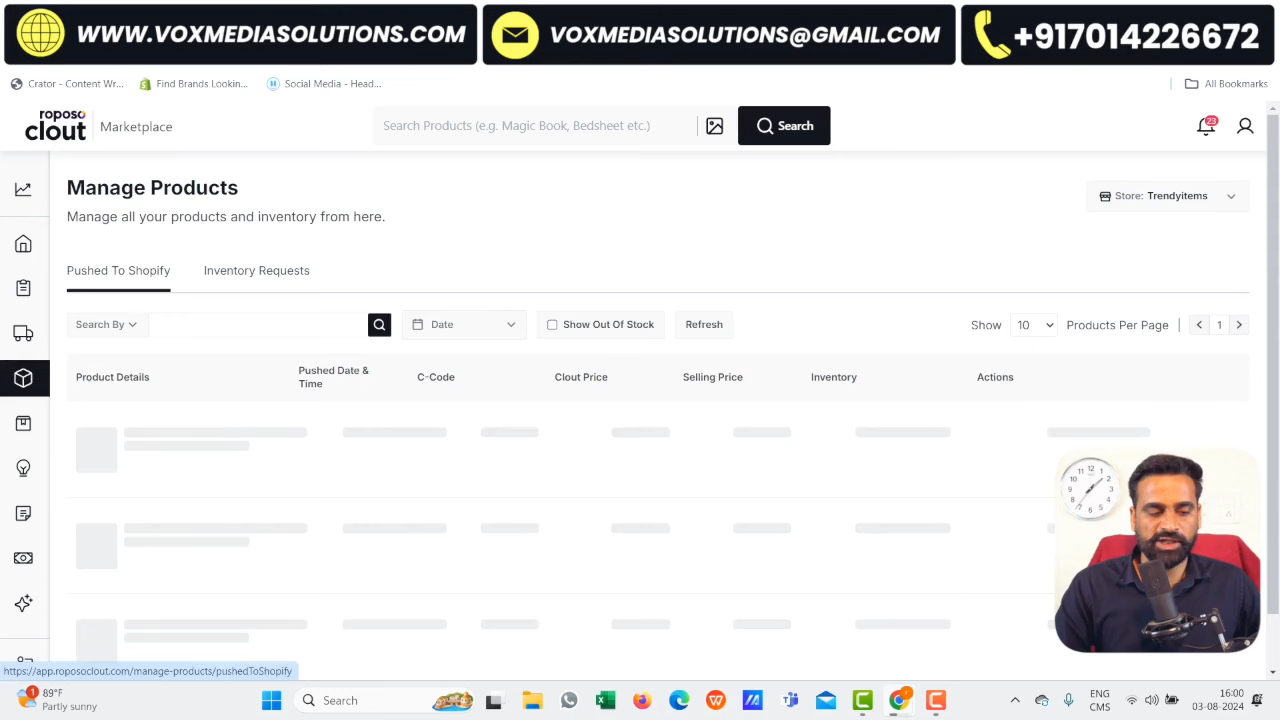 WWW.VOXMEDIASOLUTIONS.COM
VOXMEDIASOLUTIONS@GMAIL.COM
+917014226672
Crator - Content Wr...
Find Brands Lookin...
Social Media - Head...
All Bookmarks
roposo
clout
Marketplace
Search Products (e.g. Magic Book, Bedsheet etc.)
Search
23
Manage Products
Manage all your products and inventory from here.
Store: Trendyitems
Pushed To Shopify
Inventory Requests
Search By
Date
Show Out Of Stock
Refresh
Show
10
Products Per Page
1
Product Details
Pushed Date &
Time
C-Code
Clout Price
Selling Price
Inventory
Actions
https://app.roposoclout.com/manage-products/pushedToShopify
1
89°F
Partly sunny
Search
ENG
CMS
16:00
03-08-2024